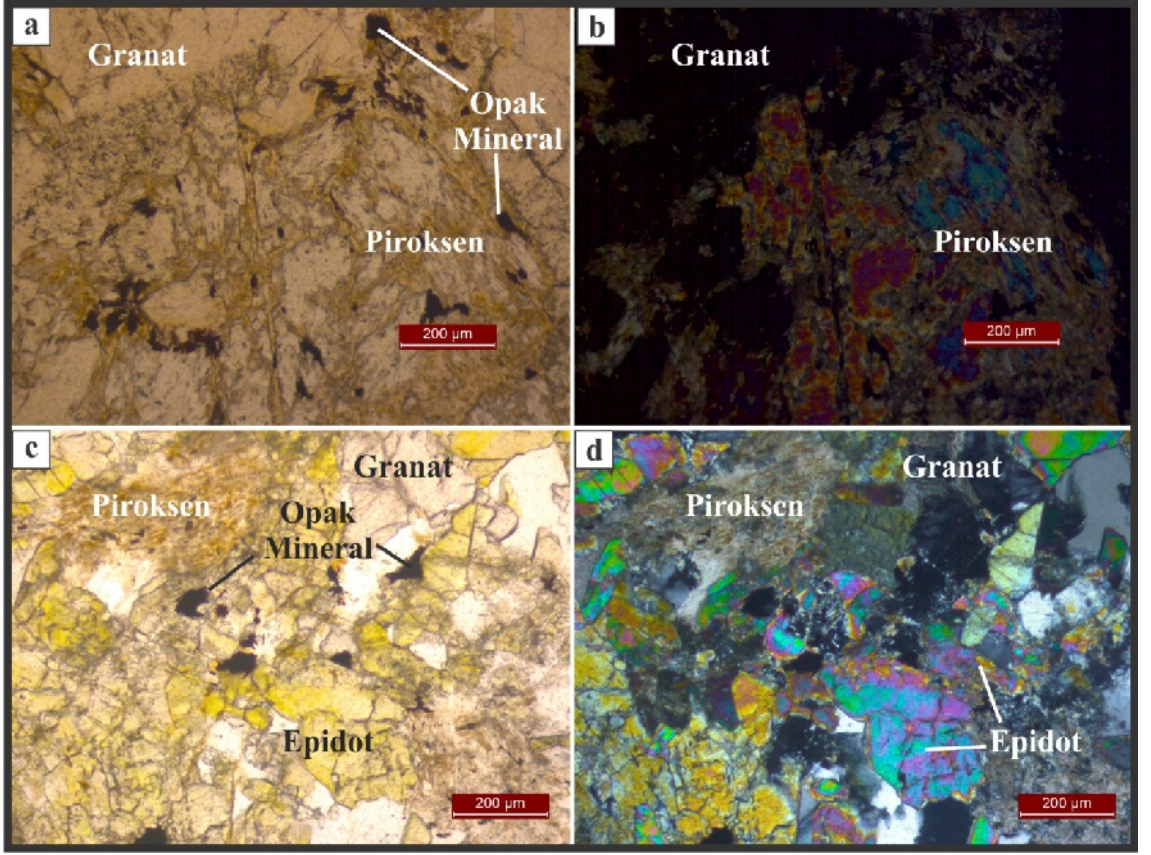 a
Granat
Opak
Mineral
Piroksen
200 µm
b
Granat
Piroksen
200 µm
c
Granat
Piroksen
Opak
Mineral
Epidot
200 µm
d
Granat
Piroksen
Epidot
200 µm